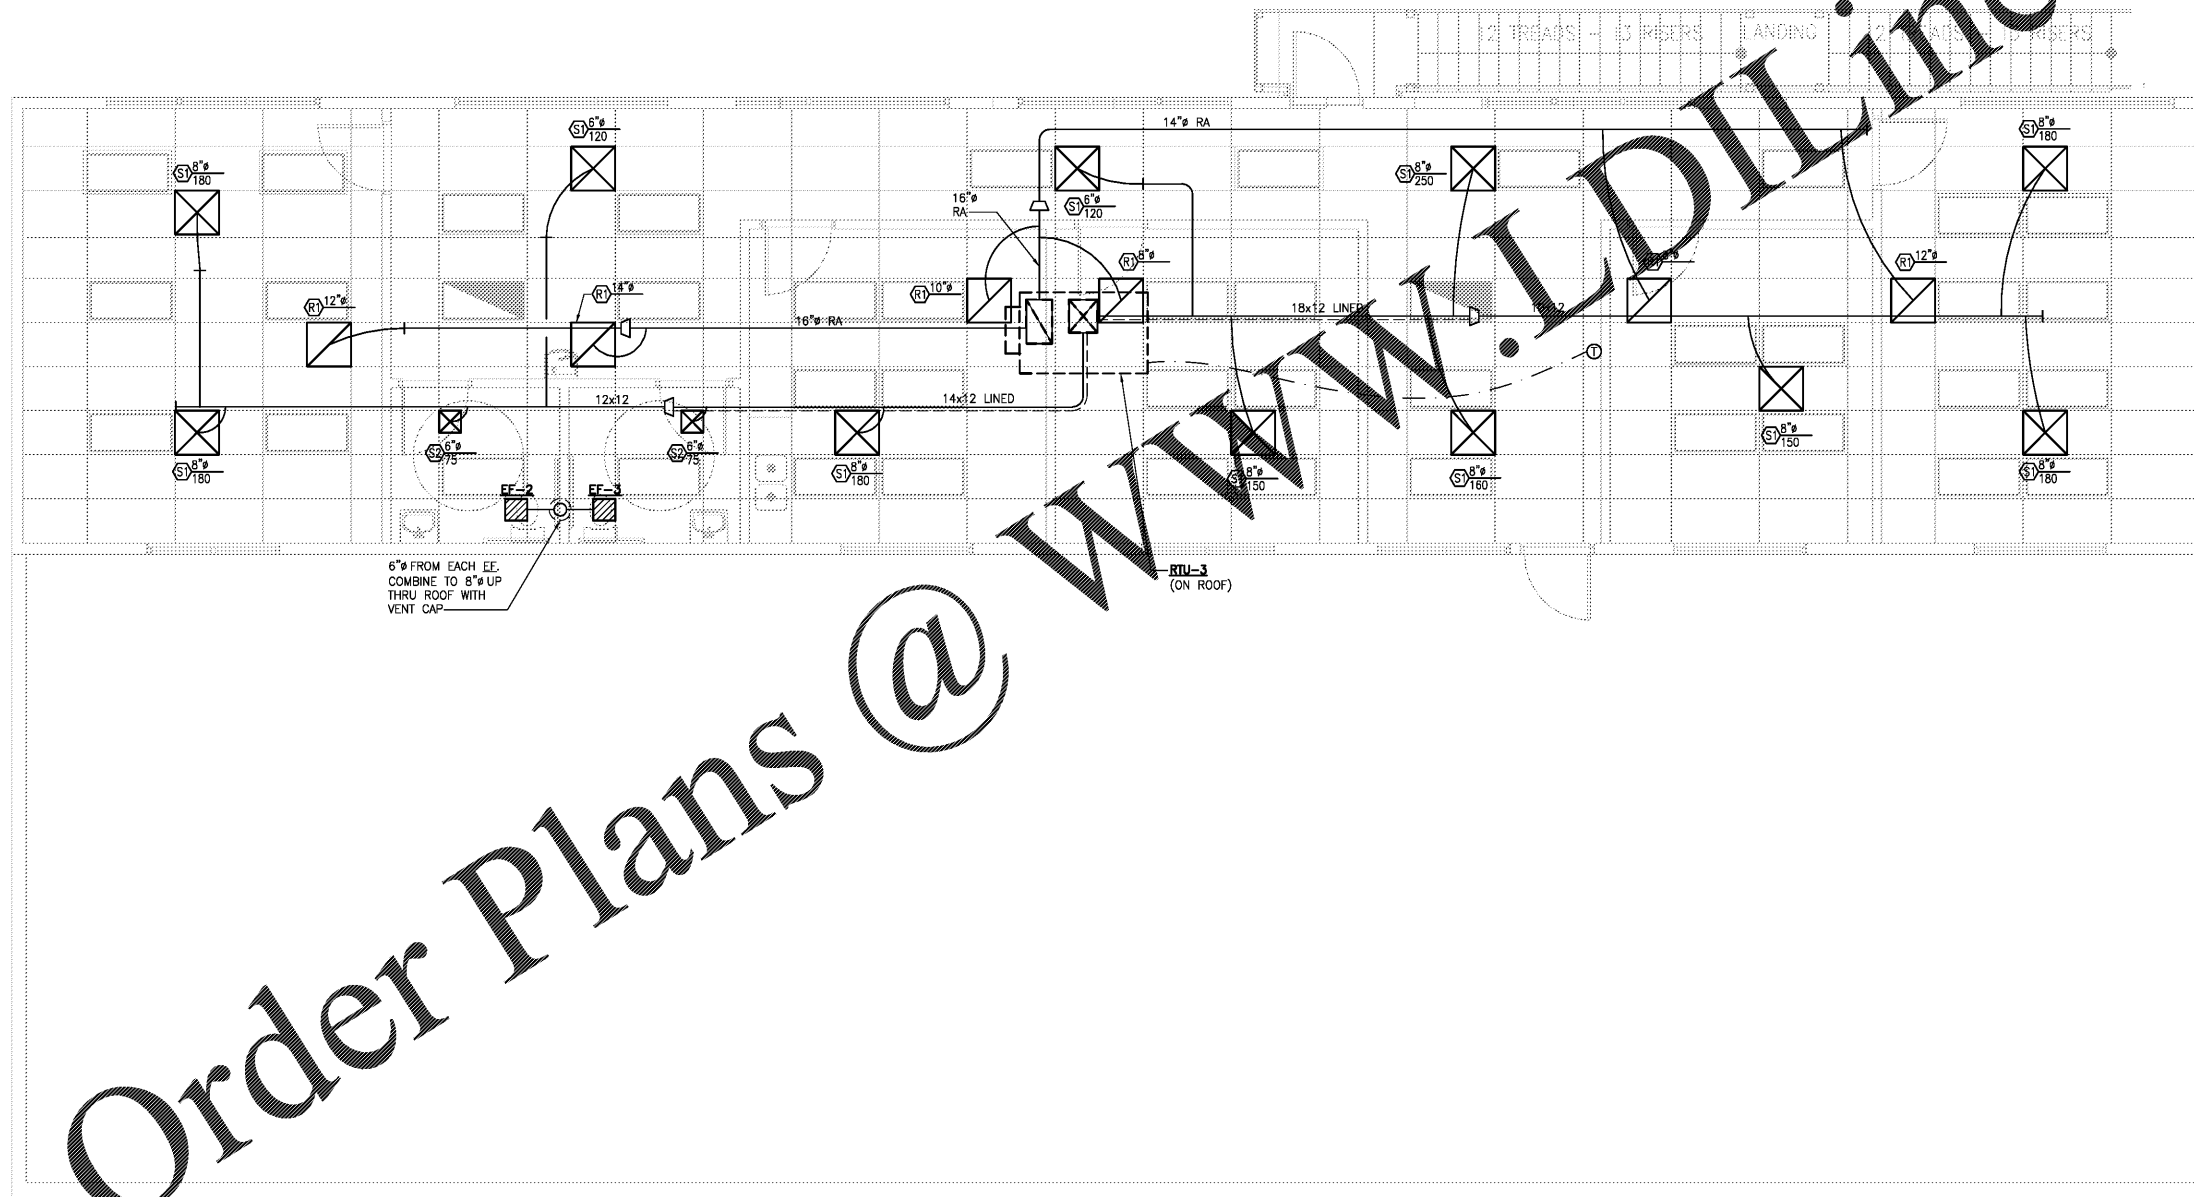 12 TREADS - 13 RISERS
14"ø RA
S1 6"ø
120
S1 8"ø
180
S1 8"ø
180
S1 8"ø
250
16"ø
RA
S1 6"ø
120
R1 8"ø
R1 12"ø
R1 12"ø
R1 14"ø
R1 10"ø
16"ø RA
18x12 LINED
T
12x12
14x12 LINED
S1 8"ø
180
S2 6"ø
75
S2 6"ø
75
S1 8"ø
180
8"ø
150
S1 8"ø
160
S1 8"ø
150
S1 8"ø
180
EF-2
EF-3
6"ø FROM EACH EF.
COMBINE TO 8"ø UP
THRU ROOF WITH
VENT CAP
RTU-3
(ON ROOF)
Order Plans @ www.LDILine